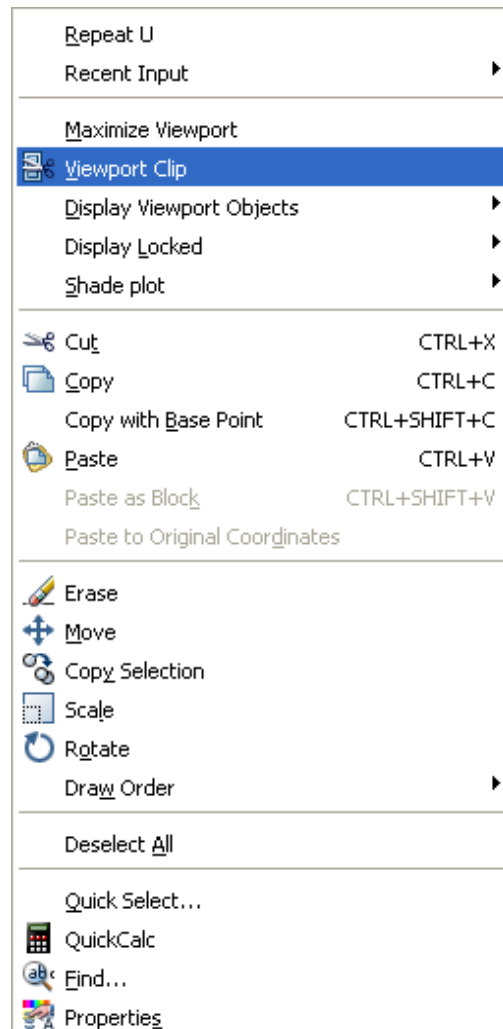 Repeat U
Recent Input
Maximize Viewport
Viewport Clip
Display Viewport Objects
Display Locked
Shade plot
Cut CTRL+X
Copy CTRL+C
Copy with Base Point CTRL+SHIFT+C
Paste CTRL+V
Paste as Block CTRL+SHIFT+V
Paste to Original Coordinates
Erase
Move
Copy Selection
Scale
Rotate
Draw Order
Deselect All
Quick Select...
QuickCalc
Find...
Properties